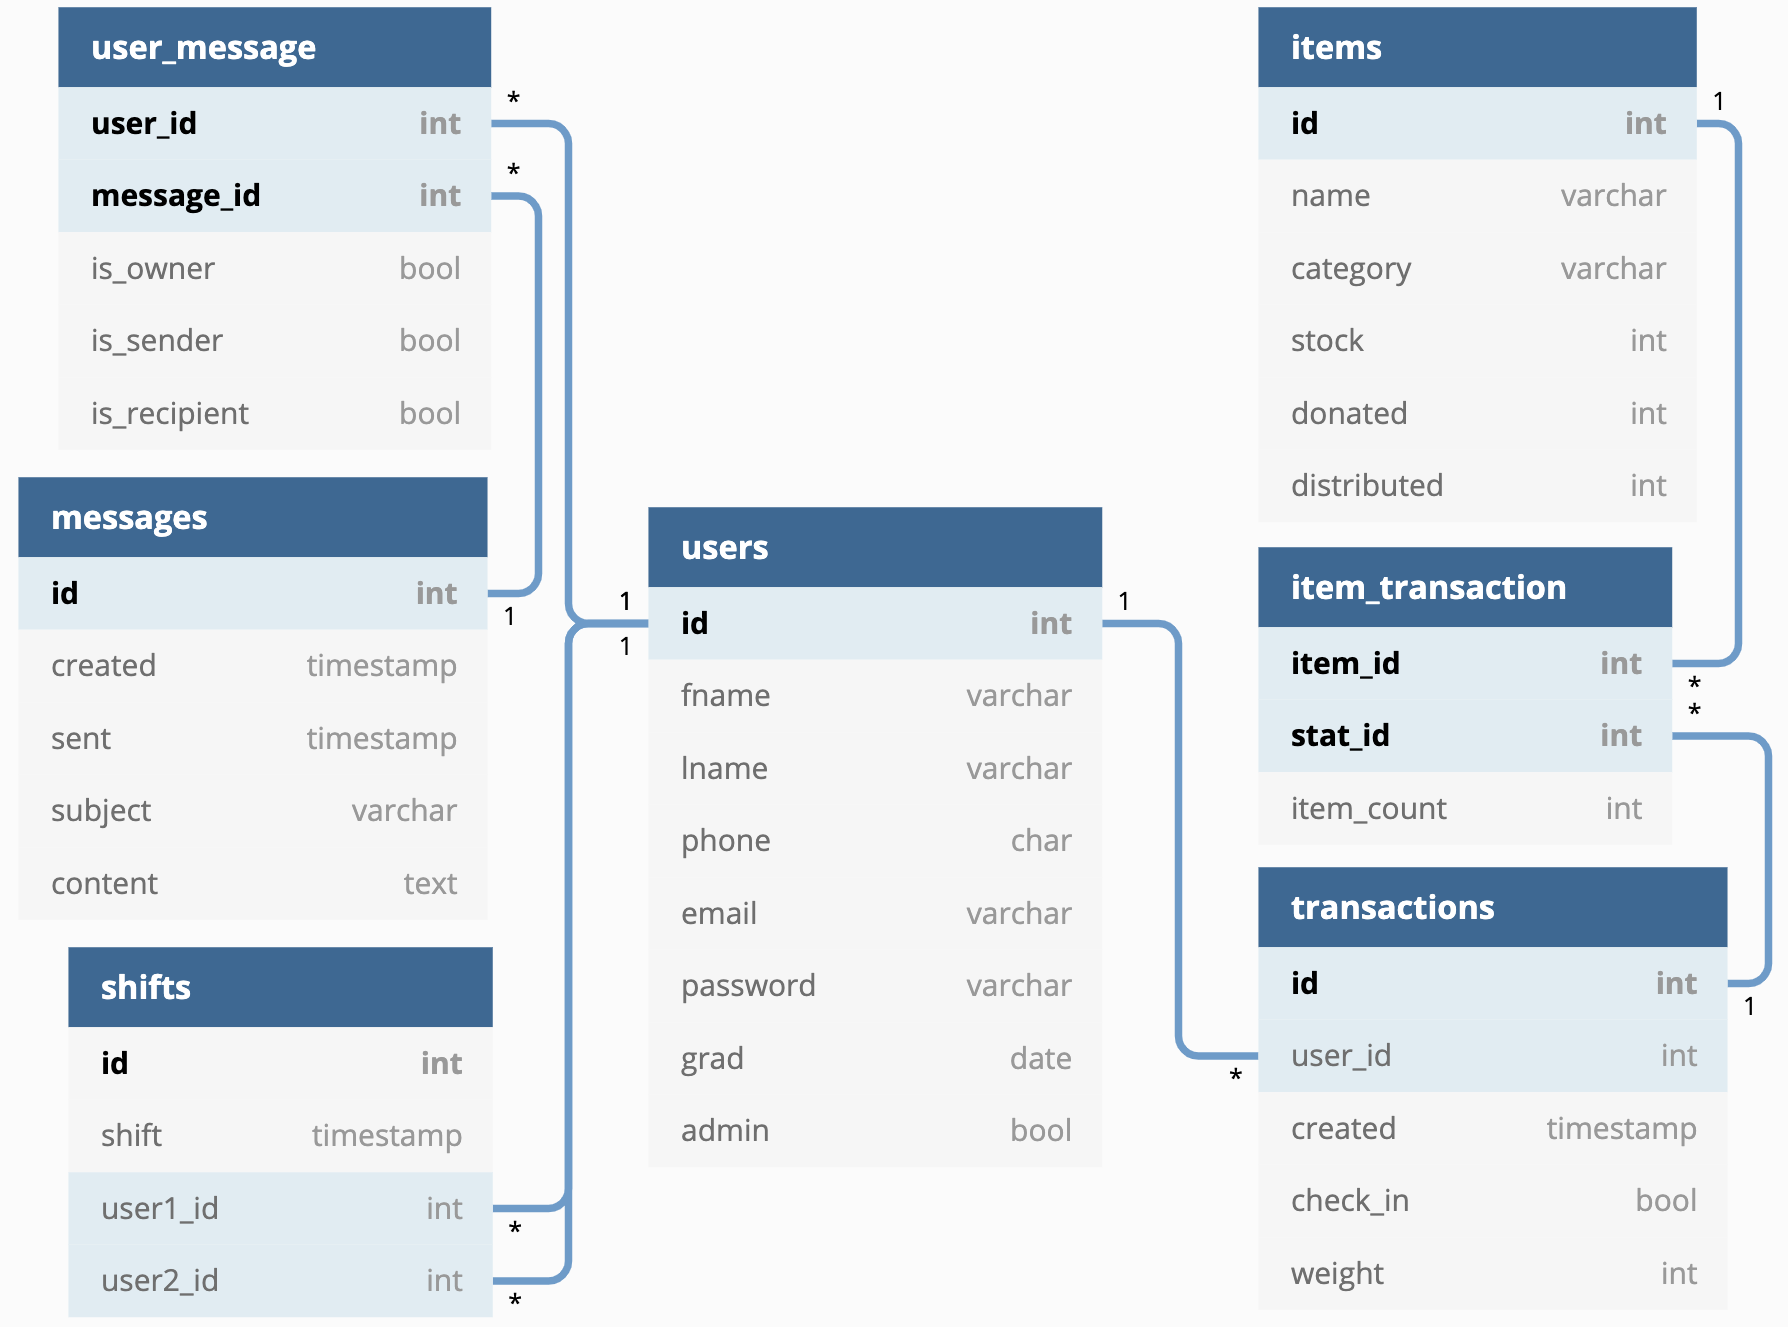 user_message
user_id int
message_id int
is_owner bool
is_sender bool
is_recipient bool
*
*
messages
id int
created timestamp
sent timestamp
subject varchar
content text
1
shifts
id int
shift timestamp
user1_id int
user2_id int
*
*
1
1
users
id int
fname varchar
lname varchar
phone char
email varchar
password varchar
grad date
admin bool
1
items
id int
name varchar
category varchar
stock int
donated int
distributed int
1
item_transaction
item_id int
stat_id int
item_count int
*
*
transactions
id int
user_id int
created timestamp
check_in bool
weight int
1
*